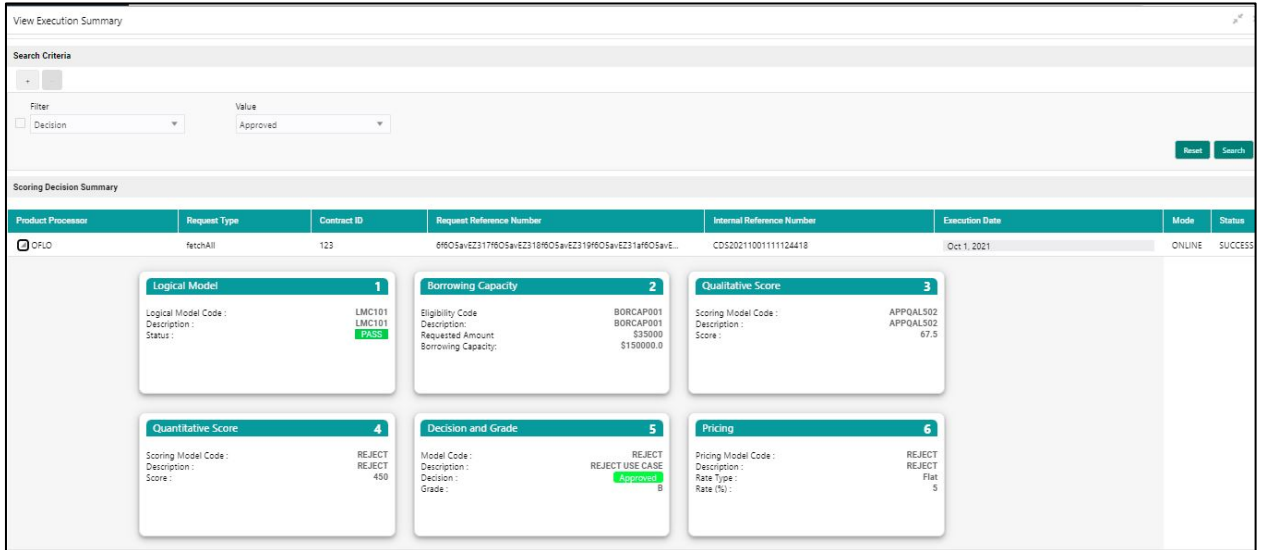 View Execution Summary
Search Criteria
+
Filter Value
Decision Approved
Reset Search
Scoring Decision Summary
Product Processor Request Type Contract ID Request Reference Number Internal Reference Number Execution Date Mode Status
OFLO fetchAll 123 6f6O5avEZ317f6O5avEZ318f6O5avEZ319f6O5avEZ31af6O5avE... CDS20211001111124418 Oct 1, 2021 ONLINE SUCCESS
Logical Model 1
Logical Model Code : LMC101
Description : LMC101
Status : PASS
Borrowing Capacity 2
Eligibility Code BORCAP001
Description: BORCAP001
Requested Amount $35000
Borrowing Capacity: $150000.0
Qualitative Score 3
Scoring Model Code : APPQAL502
Description : APPQAL502
Score : 67.5
Quantitative Score 4
Scoring Model Code : REJECT
Description : REJECT
Score : 450
Decision and Grade 5
Model Code : REJECT
Description : REJECT USE CASE
Decision : Approved
Grade : B
Pricing 6
Pricing Model Code : REJECT
Description : REJECT
Rate Type : Flat
Rate (%) : 5